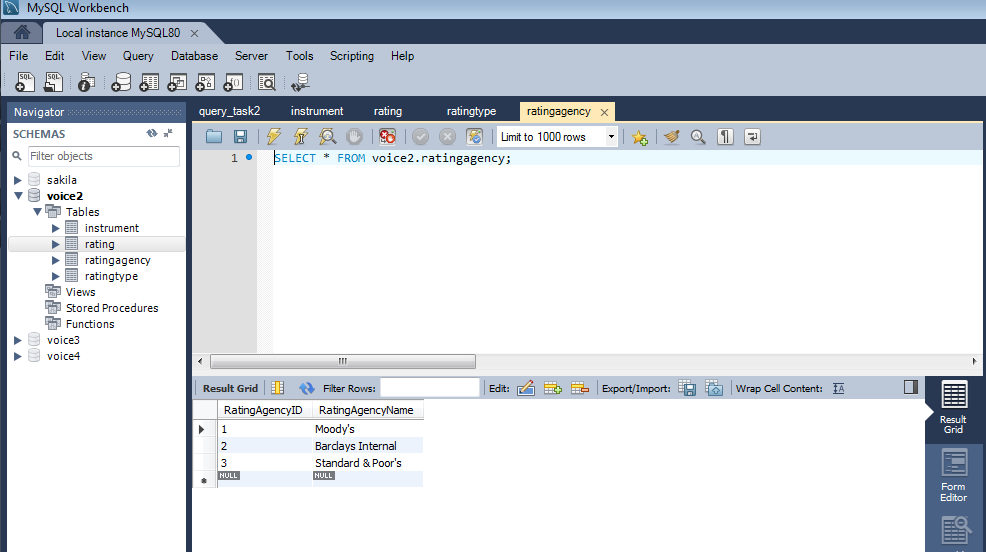 MySQL Workbench
Local instance MySQL80
File Edit View Query Database Server Tools Scripting Help
Navigator
query_task2 instrument rating ratingtype ratingagency
SCHEMAS
Limit to 1000 rows
Filter objects
1 SELECT * FROM voice2.ratingagency;
sakila
voice2
Tables
instrument
rating
ratingagency
ratingtype
Views
Stored Procedures
Functions
voice3
voice4
Result Grid Filter Rows: Edit: Export/Import: Wrap Cell Content:
RatingAgencyID RatingAgencyName
1 Moody's
2 Barclays Internal
3 Standard & Poor's
NULL NULL
Result
Grid
Form
Editor